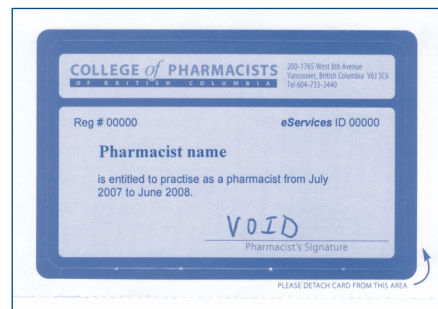 COLLEGE of PHARMACISTS
OF BRITISH COLUMBIA
200–1765 West 8th Avenue
Vancouver, British Columbia V6J 5C6
Tel 604–733–2440
Reg # 00000
eServices ID 00000
Pharmacist name
is entitled to practise as a pharmacist from July
2007 to June 2008.
VOID
Pharmacist's Signature
PLEASE DETACH CARD FROM THIS AREA